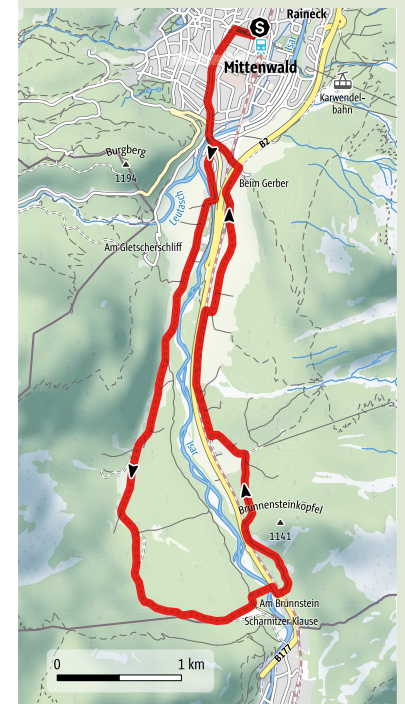 Raineck
S
Isar
Mittenwald
Karwendel-
bahn
B2
Burgberg
1194
Beim Gerber
Leutasch
Am Gletscherschliff
Isar
Brunnensteinköpfel
1141
Am Brünnstein
Scharnitzer Klause
B177
0 1 km